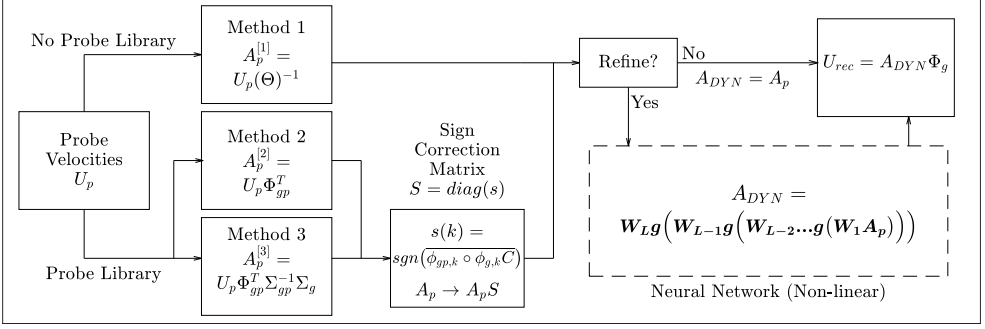 No Probe Library
Method 1
A_p^{[1]} =
U_p(Θ)^{-1}
Probe
Velocities
U_p
Probe Library
Method 2
A_p^{[2]} =
U_pΦ_{gp}^T
Method 3
A_p^{[3]} =
U_pΦ_{gp}^TΣ_{gp}^{-1}Σ_g
Sign
Correction
Matrix
S = diag(s)
s(k) =
sgn(\overline{ϕ_{gp,k} ∘ ϕ_{g,k}C})
A_p → A_pS
Refine?
No
A_{DYN} = A_p
Yes
U_{rec} = A_{DYN}Φ_g
A_{DYN} =
W_Lg(W_{L-1}g(W_{L-2}...g(W_1A_p)))
Neural Network (Non-linear)